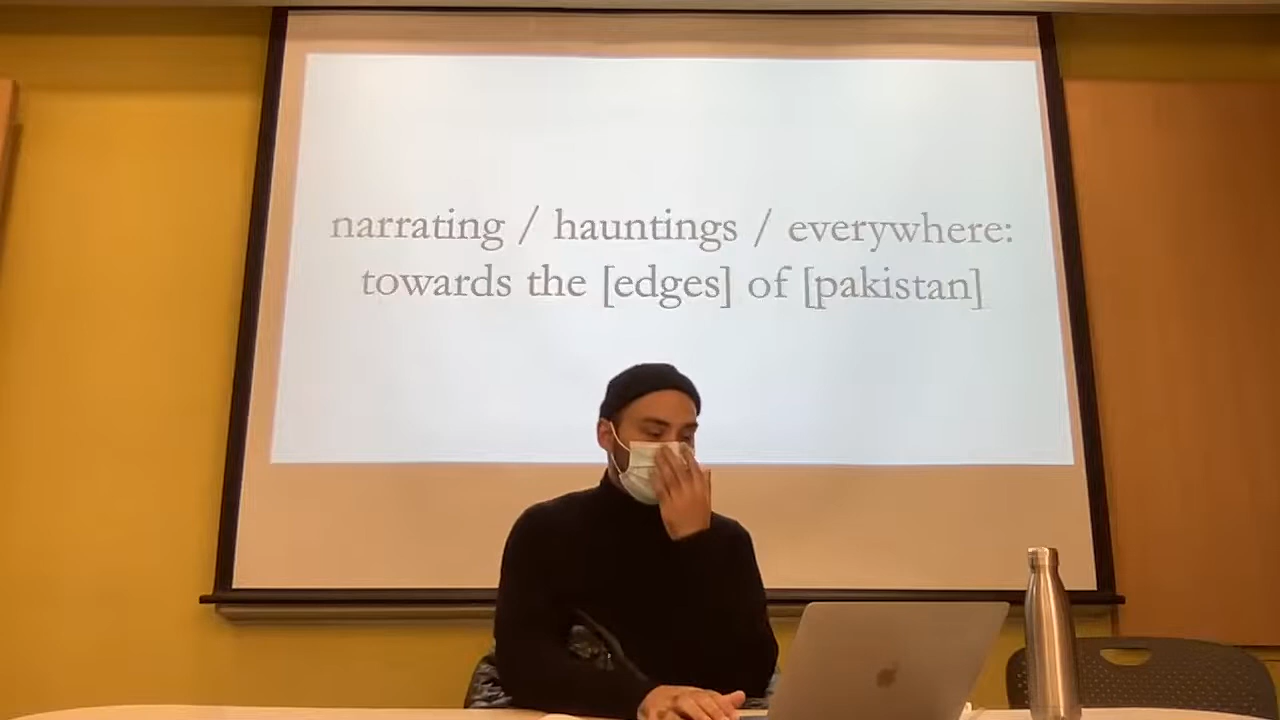 narrating / hauntings / everywhere:
towards the [edges] of [pakistan]